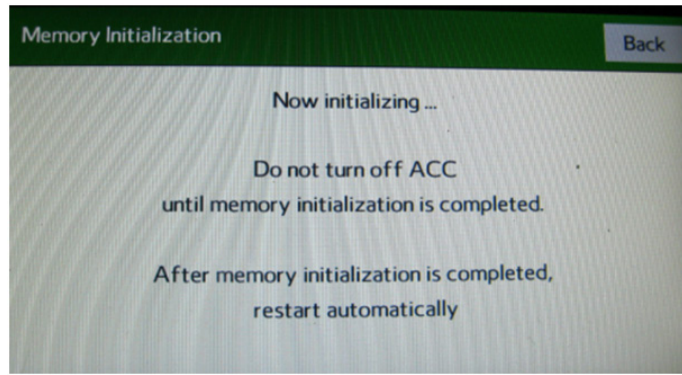 Memory Initialization
Back
Now initializing ...
Do not turn off ACC
until memory initialization is completed.
After memory initialization is completed,
restart automatically